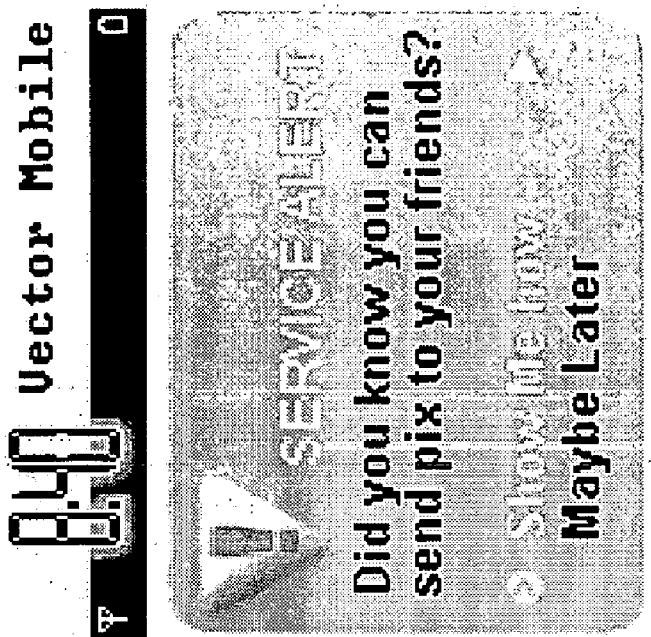 Vector Mobile
SERVICE ALERT
Did you know you can
send pix to your friends?
Show Me how
Maybe Later